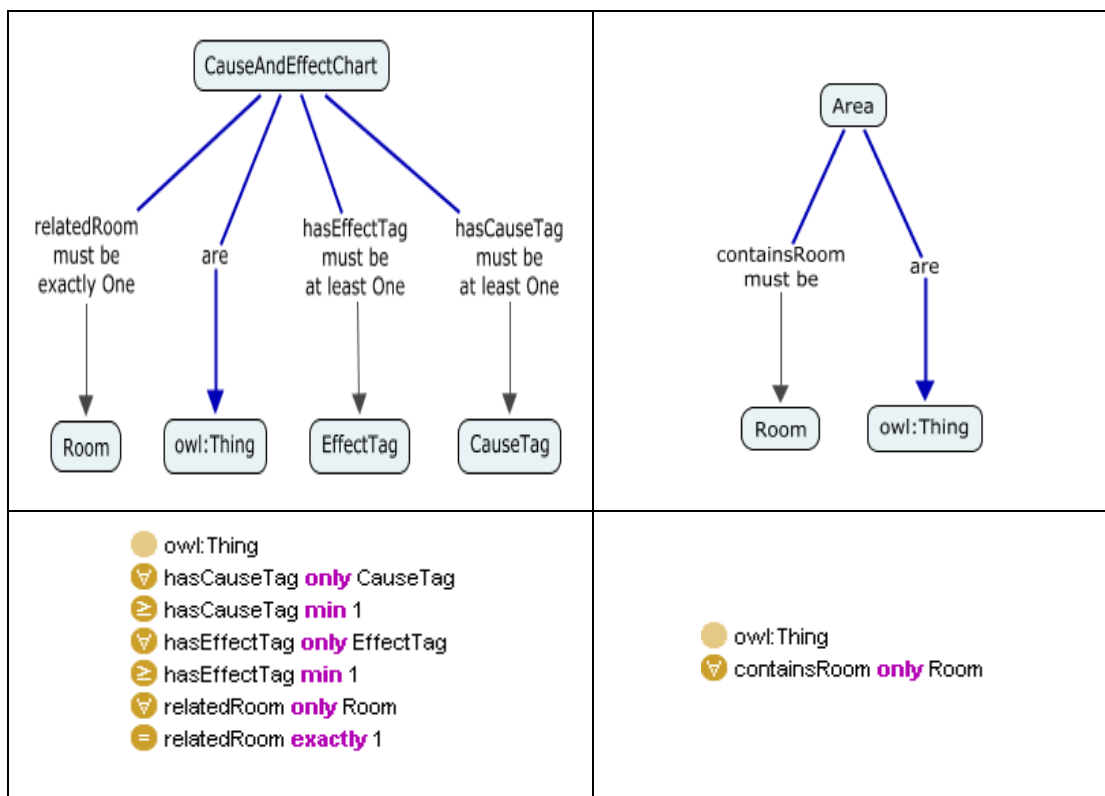 CauseAndEffectChart
relatedRoom
must be
exactly One
are
hasEffectTag
must be
at least One
hasCauseTag
must be
at least One
Room
owl:Thing
EffectTag
CauseTag
Area
containsRoom
must be
are
Room
owl:Thing
owl:Thing
∀ hasCauseTag only CauseTag
≥ hasCauseTag min 1
∀ hasEffectTag only EffectTag
≥ hasEffectTag min 1
∀ relatedRoom only Room
= relatedRoom exactly 1
owl:Thing
∀ containsRoom only Room